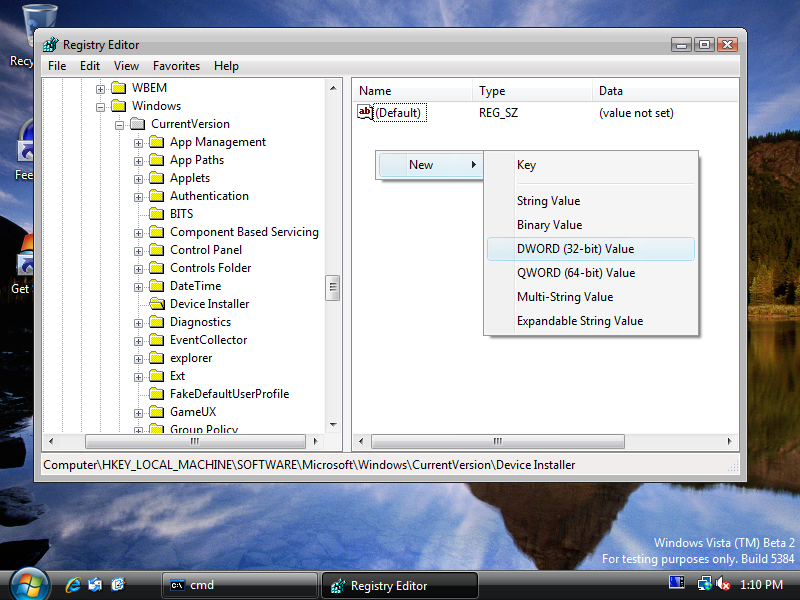 Recy
Registry Editor
File Edit View Favorites Help
WBEM
Windows
CurrentVersion
App Management
App Paths
Applets
Authentication
BITS
Component Based Servicing
Control Panel
Controls Folder
DateTime
Device Installer
Diagnostics
EventCollector
explorer
Ext
FakeDefaultUserProfile
GameUX
Group Policy
Name Type Data
ab (Default) REG_SZ (value not set)
New
Key
String Value
Binary Value
DWORD (32-bit) Value
QWORD (64-bit) Value
Multi-String Value
Expandable String Value
Computer\HKEY_LOCAL_MACHINE\SOFTWARE\Microsoft\Windows\CurrentVersion\Device Installer
Fee
Get
Windows Vista (TM) Beta 2
For testing purposes only. Build 5384
cmd
Registry Editor
1:10 PM